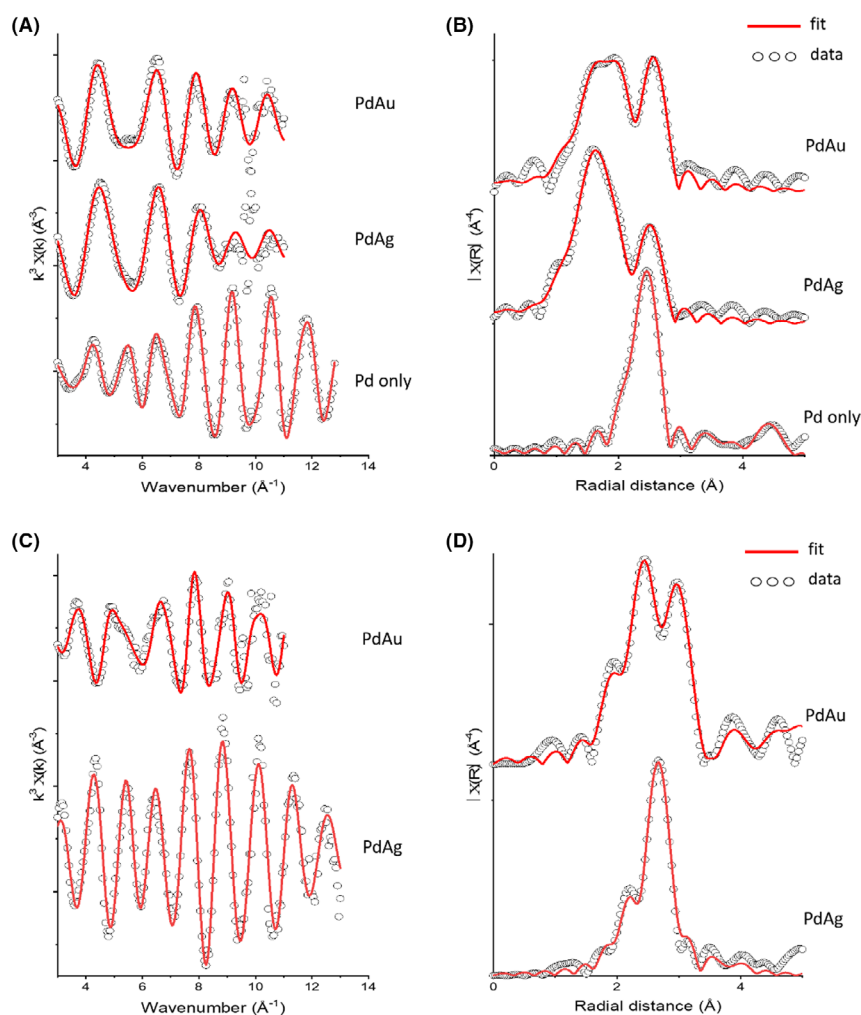 (A)
PdAu
PdAg
Pd only
k³ X(k) (Å⁻³)
4 6 8 10 12 14
Wavenumber (Å⁻¹)
(B)
fit
data
PdAu
PdAg
Pd only
|X(R)| (Å⁻⁴)
0 2 4
Radial distance (Å)
(C)
PdAu
PdAg
k³ X(k) (Å⁻³)
4 6 8 10 12 14
Wavenumber (Å⁻¹)
(D)
fit
data
PdAu
PdAg
|X(R)| (Å⁻⁴)
0 2 4
Radial distance (Å)